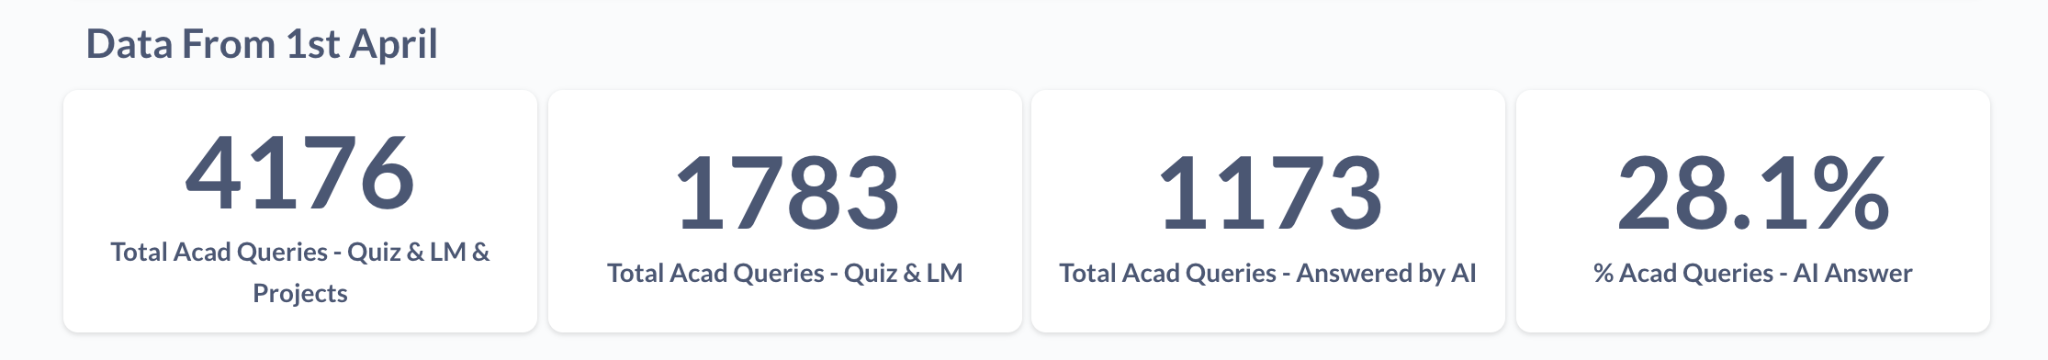 Data From 1st April
4176
Total Acad Queries - Quiz & LM &
Projects
1783
Total Acad Queries - Quiz & LM
1173
Total Acad Queries - Answered by AI
28.1%
% Acad Queries - AI Answer